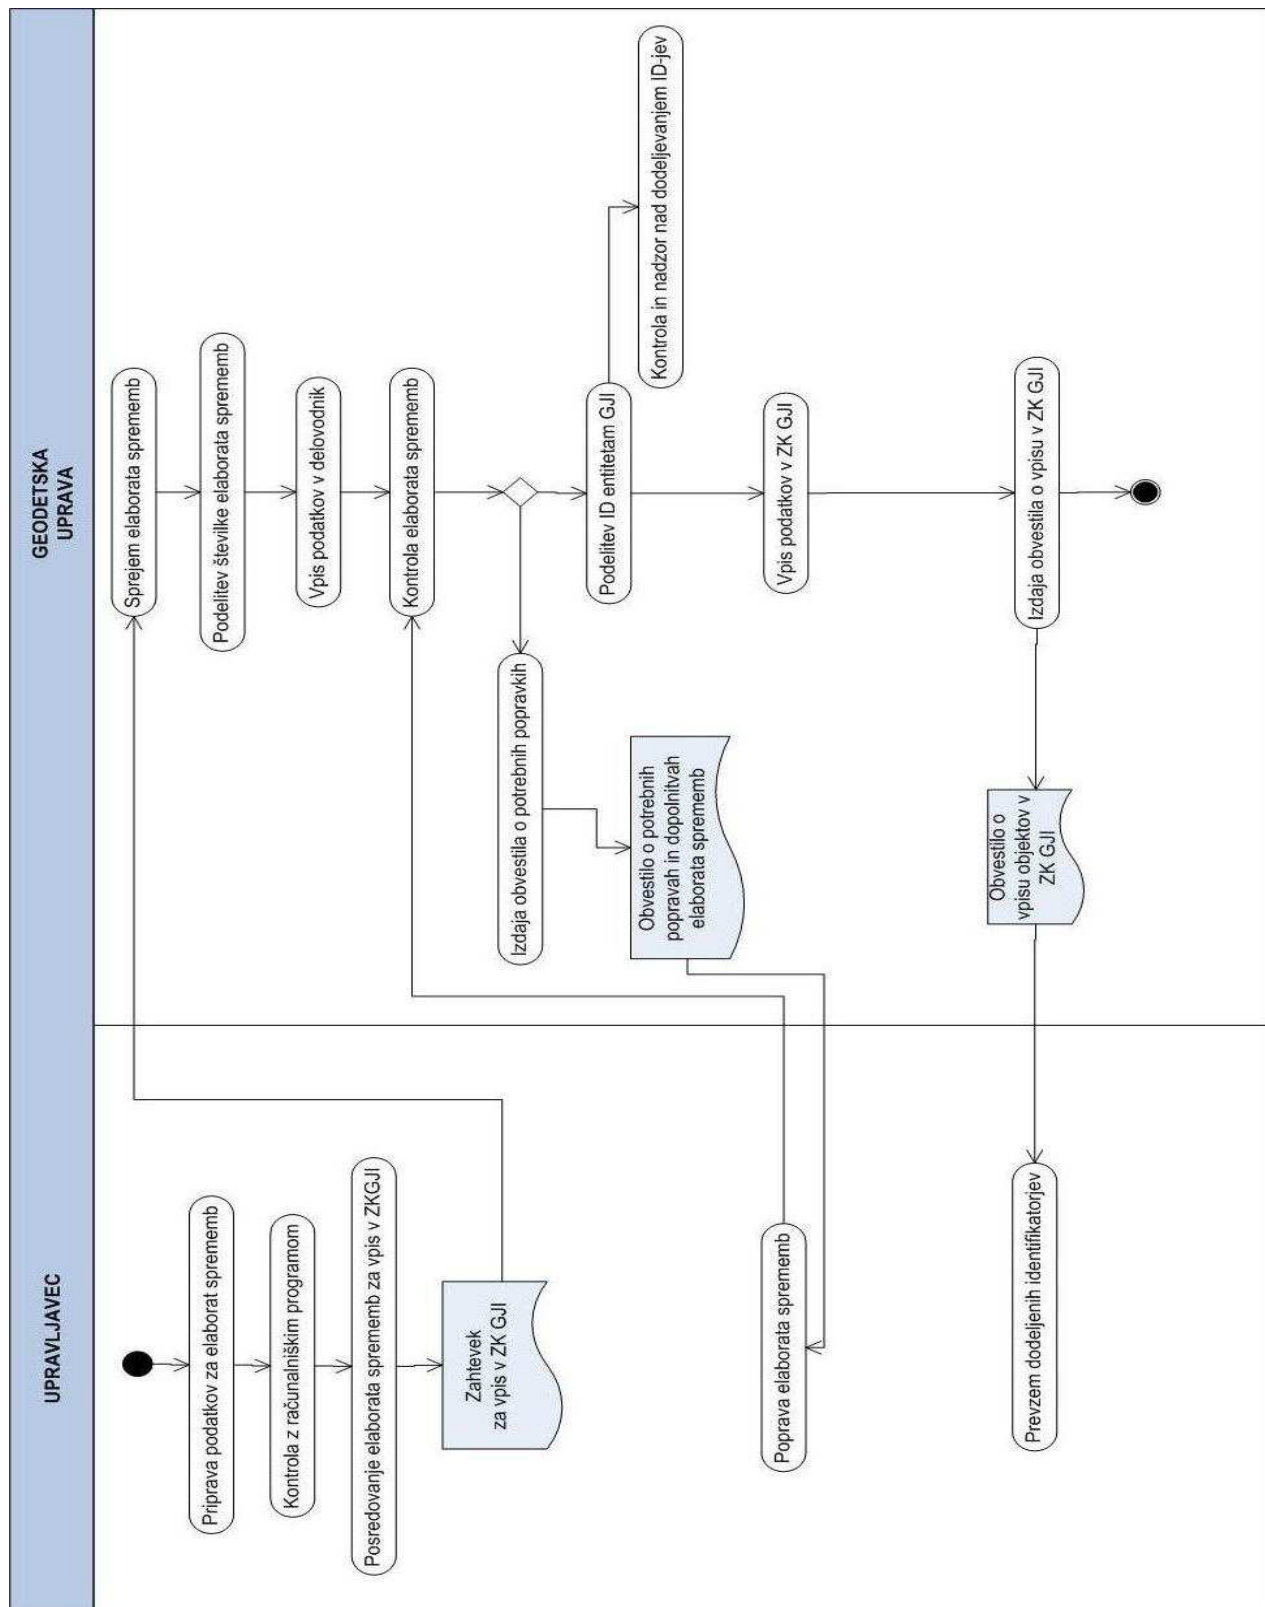 UPRAVLJAVEC
GEODETSKA
UPRAVA
Priprava podatkov za elaborat sprememb
Kontrola z računalniškim programom
Posredovanje elaborata sprememb za vpis v ZKGJI
Zahtevek
za vpis v ZK GJI
Sprejem elaborata sprememb
Podelitev številke elaborata sprememb
Vpis podatkov v delovodnik
Kontrola elaborata sprememb
Izdaja obvestila o potrebnih popravkih
Obvestilo o potrebnih
popravah in dopolnitvah
elaborata sprememb
Poprava elaborata sprememb
Podelitev ID entitetam GJI
Kontrola in nadzor nad dodeljevanjem ID-jev
Vpis podatkov v ZK GJI
Izdaja obvestila o vpisu v ZK GJI
Obvestilo o
vpisu objektov v
ZK GJI
Prevzem dodeljenih identifikatorjev